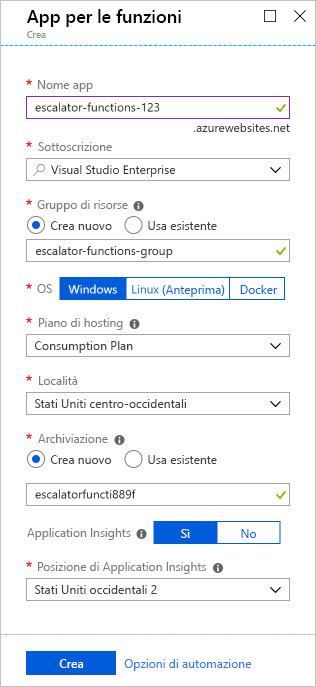 App per le funzioni
Crea
* Nome app
escalator-functions-123
.azurewebsites.net
* Sottoscrizione
Visual Studio Enterprise
* Gruppo di risorse
Crea nuovo Usa esistente
escalator-functions-group
* OS Windows Linux (Anteprima) Docker
* Piano di hosting
Consumption Plan
* Località
Stati Uniti centro-occidentali
* Archiviazione
Crea nuovo Usa esistente
escalatorfuncti889f
Application Insights Sì No
* Posizione di Application Insights
Stati Uniti occidentali 2
Crea Opzioni di automazione